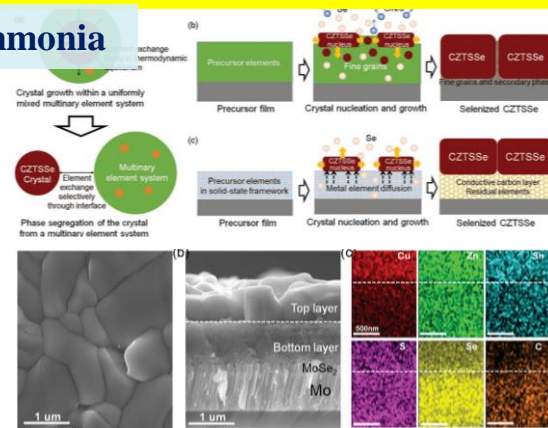 mmonia
Crystal growth within a uniformly
mixed multinary element system
CZTSSe
Crystal
Element
exchange
selectively
through interface
Multinary
element system
Phase segregation of the crystal
from a multinary element system
(b)
Se
CZTSSe
nucleus
CZTSSe
nucleus
Precursor elements
Fine grains
CZTSSe
CZTSSe
Fine grains and secondary phase
Precursor film
Crystal nucleation and growth
Selenized CZTSSe
(c)
Se
CZTSSe
nucleus
CZTSSe
nucleus
Precursor elements
in solid-state framework
Metal element diffusion
CZTSSe
CZTSSe
Conductive carbon layer
Residual elements
Precursor film
Crystal nucleation and growth
Selenized CZTSSe
1 um
(b)
Top layer
Bottom layer
MoSe2
Mo
1 um
(c)
Cu
Zn
Sn
500nm
S
Se
C